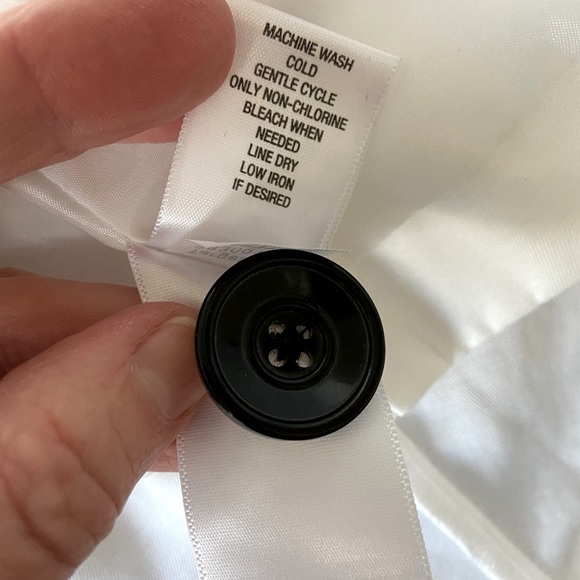 MACHINE WASH
COLD
GENTLE CYCLE
ONLY NON-CHLORINE
BLEACH WHEN
NEEDED
LINE DRY
LOW IRON
IF DESIRED